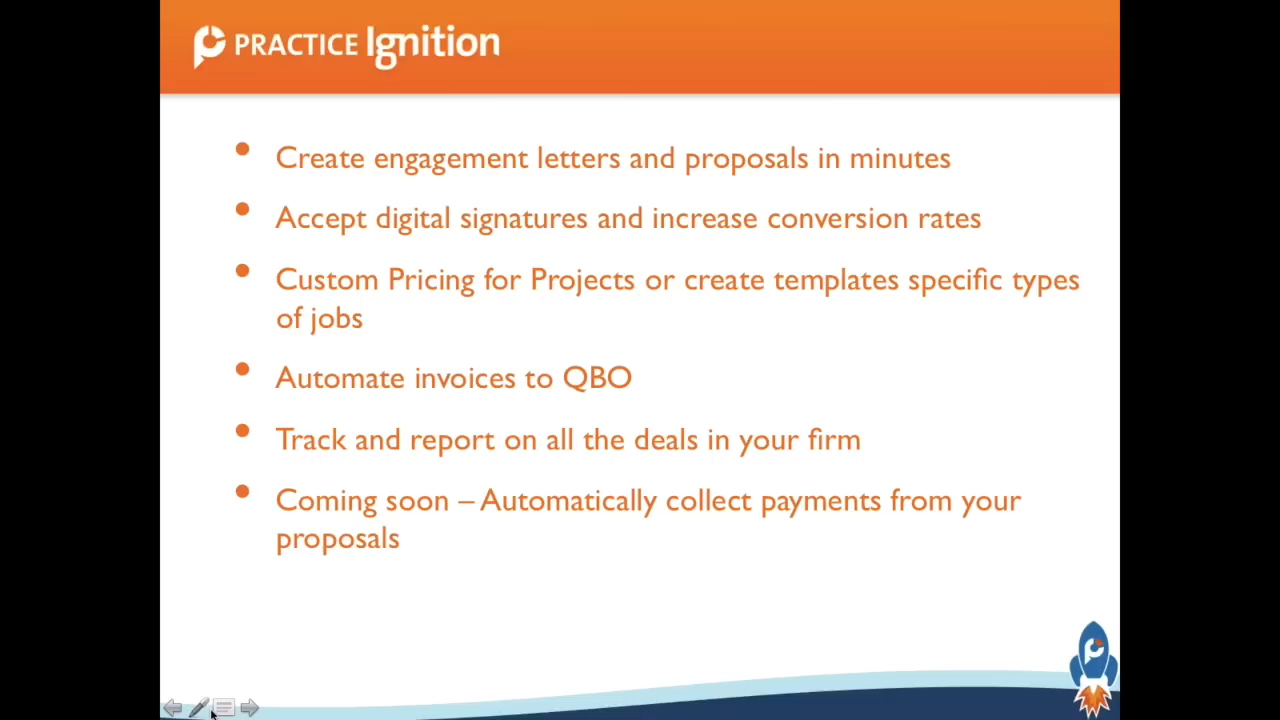 PRACTICE Ignition
• Create engagement letters and proposals in minutes
• Accept digital signatures and increase conversion rates
• Custom Pricing for Projects or create templates specific types
of jobs
• Automate invoices to QBO
• Track and report on all the deals in your firm
• Coming soon – Automatically collect payments from your
proposals